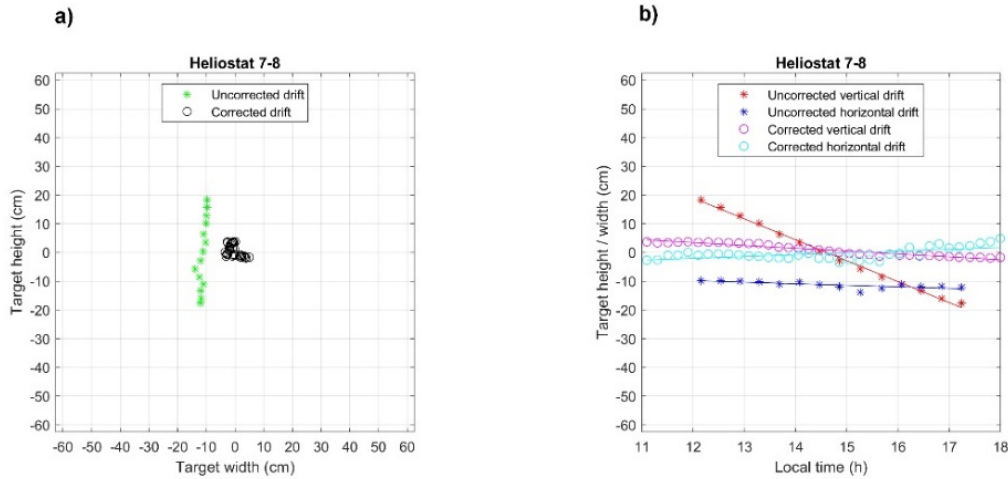 a)
Heliostat 7-8
Uncorrected drift
Corrected drift
60
50
40
30
20
10
0
-10
-20
-30
-40
-50
-60
-60 -50 -40 -30 -20 -10 0 10 20 30 40 50 60
Target height (cm)
Target width (cm)
b)
Heliostat 7-8
Uncorrected vertical drift
Uncorrected horizontal drift
Corrected vertical drift
Corrected horizontal drift
60
50
40
30
20
10
0
-10
-20
-30
-40
-50
-60
11 12 13 14 15 16 17 18
Target height / width (cm)
Local time (h)